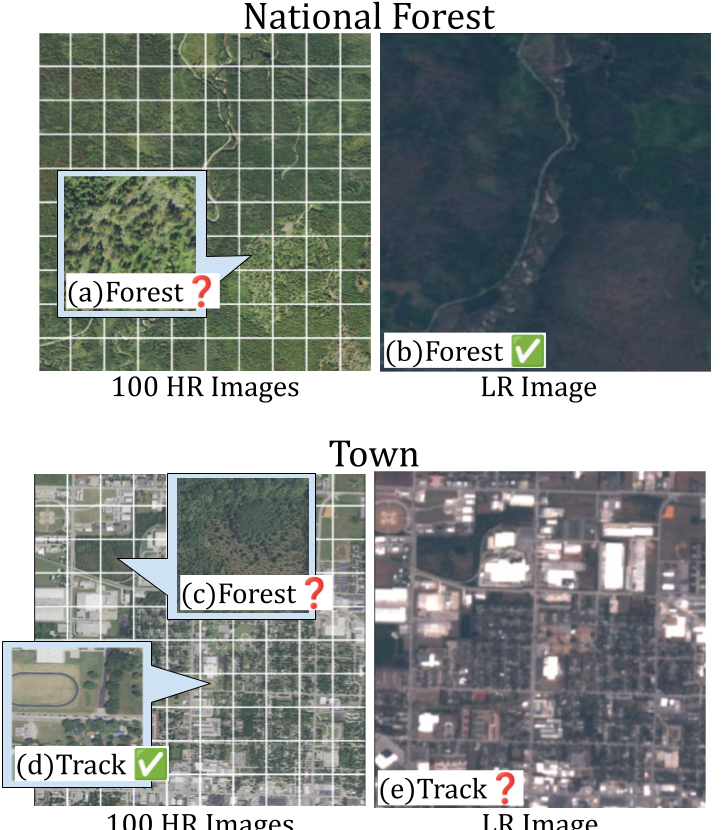 National Forest
(a)Forest ❓
(b)Forest ✅
100 HR Images
LR Image
Town
(c)Forest ❓
(d)Track ✅
(e)Track ❓
100 HR Images
LR Image